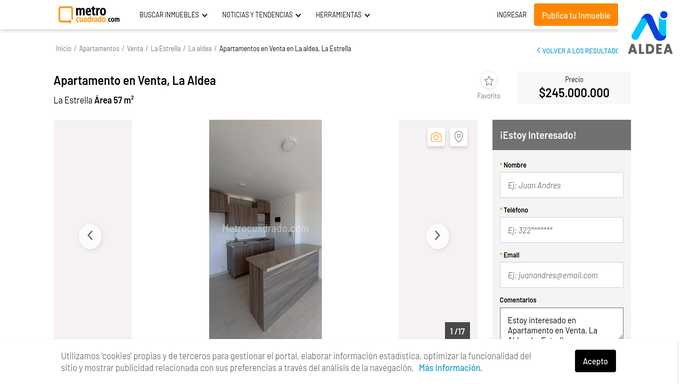 metro
cuadrado.com
BUSCAR INMUEBLES
NOTICIAS Y TENDENCIAS
HERRAMIENTAS
INGRESAR
Publica tu Inmueble
ALDEA
Inicio / Apartamentos / Venta / La Estrella / La aldea / Apartamentos en Venta en La aldea, La Estrella
VOLVER A LOS RESULTADO
Apartamento en Venta, La Aldea
La Estrella Área 57 m²
Favorito
Precio
$245.000.000
Metrocuadrado.com
1 /17
¡Estoy Interesado!
* Nombre
Ej: Juan Andres
* Teléfono
Ej: 322*******
* Email
Ej: juanandres@email.com
Comentarios
Estoy interesado en
Apartamento en Venta, La
Utilizamos 'cookies' propias y de terceros para gestionar el portal, elaborar información estadística, optimizar la funcionalidad del
sitio y mostrar publicidad relacionada con sus preferencias a través del análisis de la navegación. Más Información.
Acepto